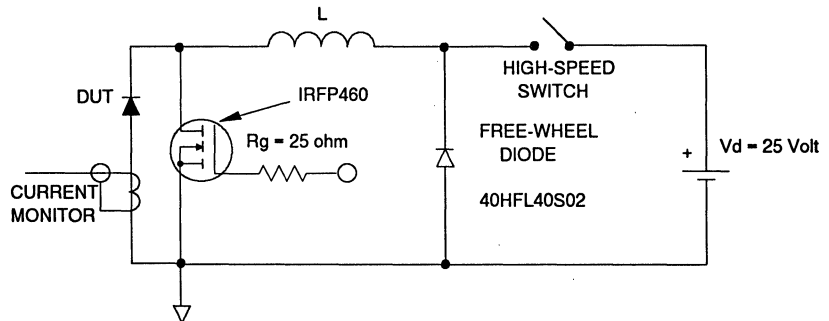 L
HIGH-SPEED
SWITCH
DUT
IRFP460
Rg = 25 ohm
FREE-WHEEL
DIODE
40HFL40S02
+
Vd = 25 Volt
CURRENT
MONITOR